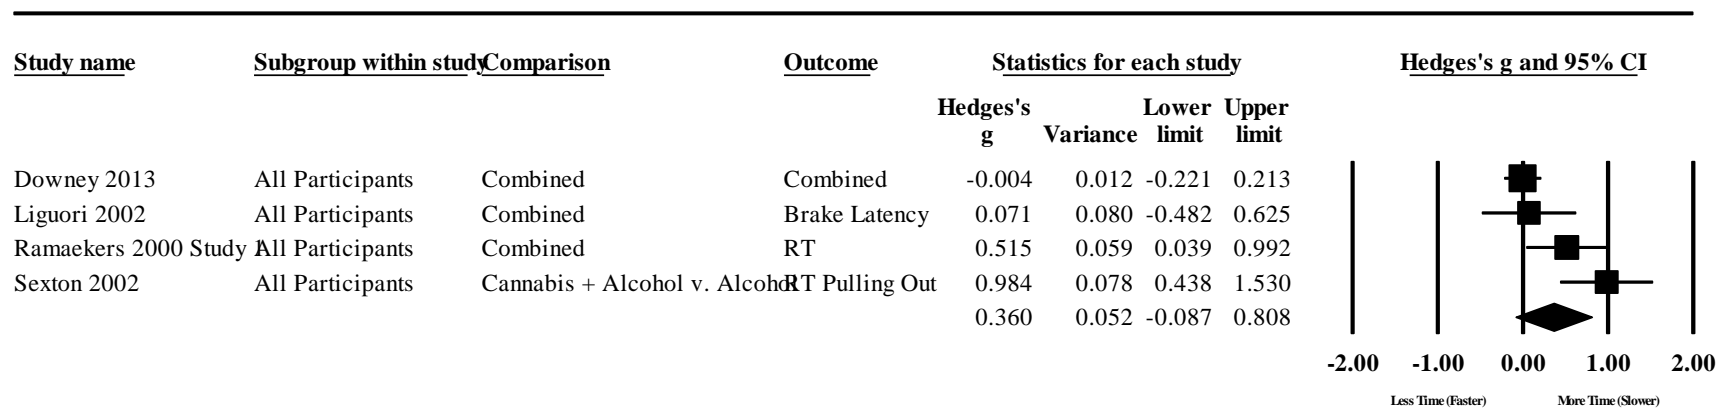 Study name Subgroup within study Comparison Outcome Statistics for each study Hedges's g and 95% CI
Hedges's g Variance Lower limit Upper limit
Downey 2013 All Participants Combined Combined -0.004 0.012 -0.221 0.213
Liguori 2002 All Participants Combined Brake Latency 0.071 0.080 -0.482 0.625
Ramaekers 2000 Study 1 All Participants Combined RT 0.515 0.059 0.039 0.992
Sexton 2002 All Participants Cannabis + Alcohol v. Alcohol RT Pulling Out 0.984 0.078 0.438 1.530
0.360 0.052 -0.087 0.808
-2.00 -1.00 0.00 1.00 2.00
Less Time (Faster) More Time (Slower)